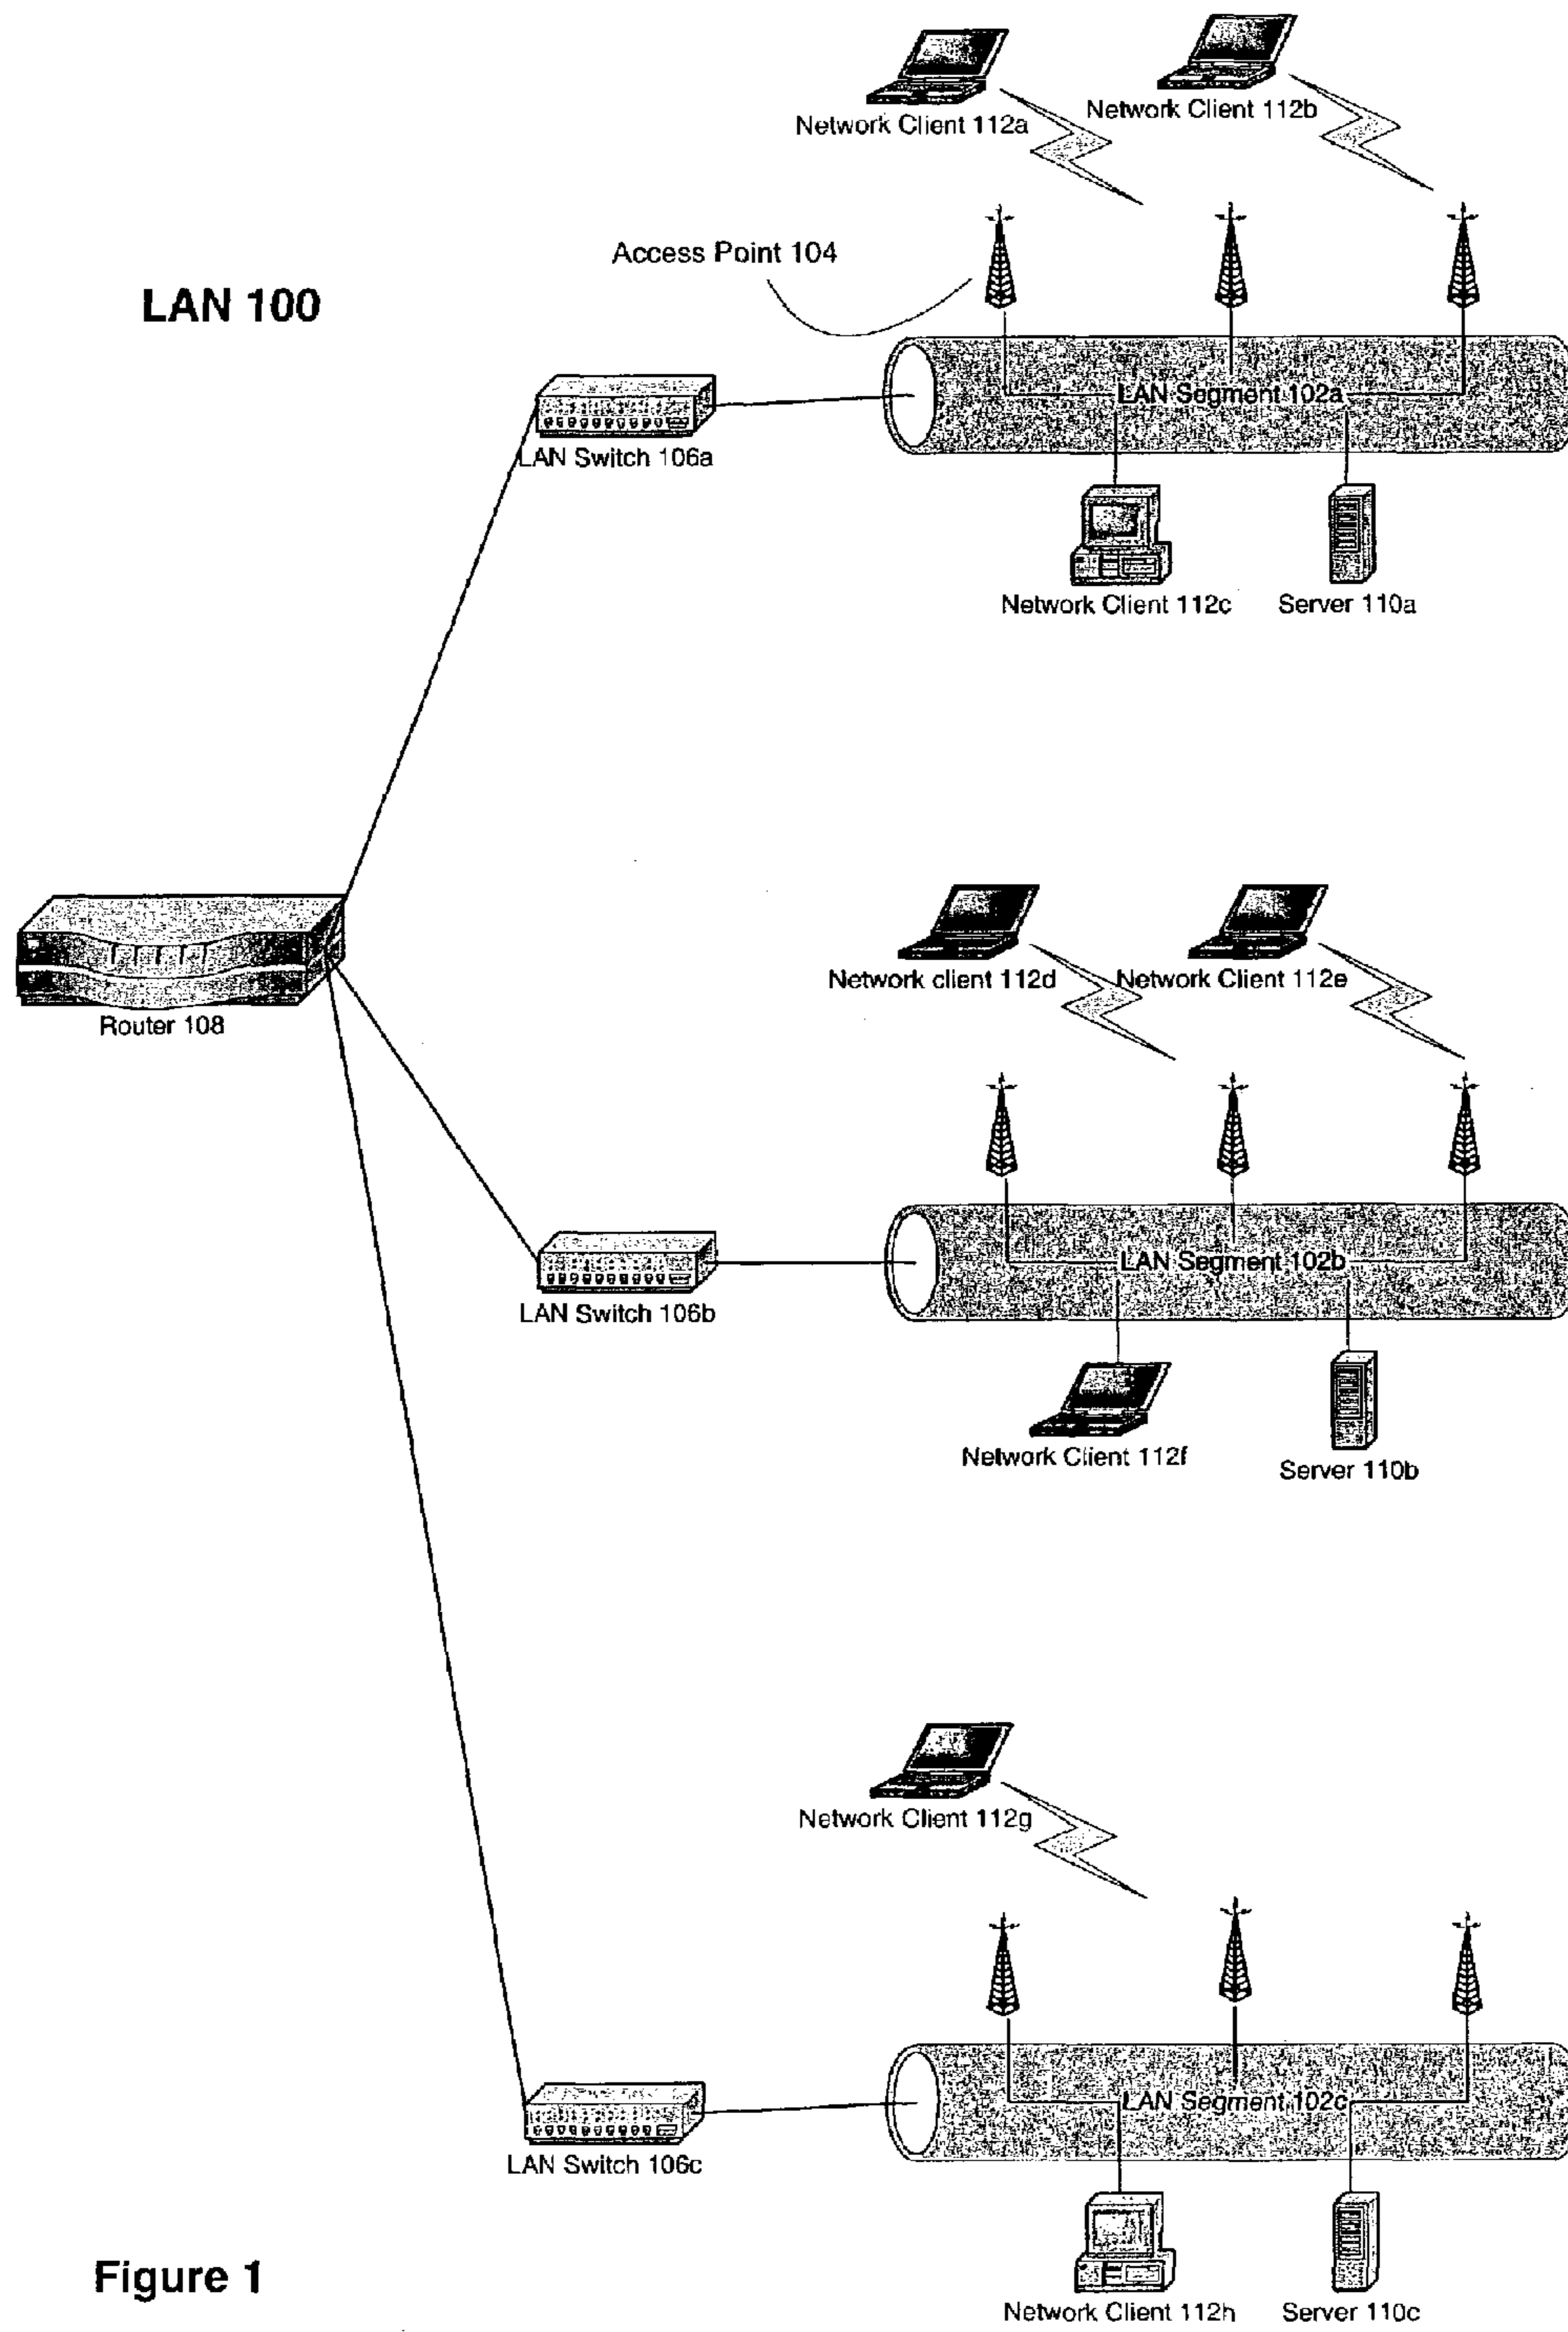 Network Client 112a
Network Client 112b
Access Point 104
LAN 100
LAN Segment 102a
LAN Switch 106a
Network Client 112c
Server 110a
Network client 112d
Network Client 112e
Router 108
LAN Segment 102b
LAN Switch 106b
Network Client 112f
Server 110b
Network Client 112g
LAN Segment 102c
LAN Switch 106c
Figure 1
Network Client 112h
Server 110c